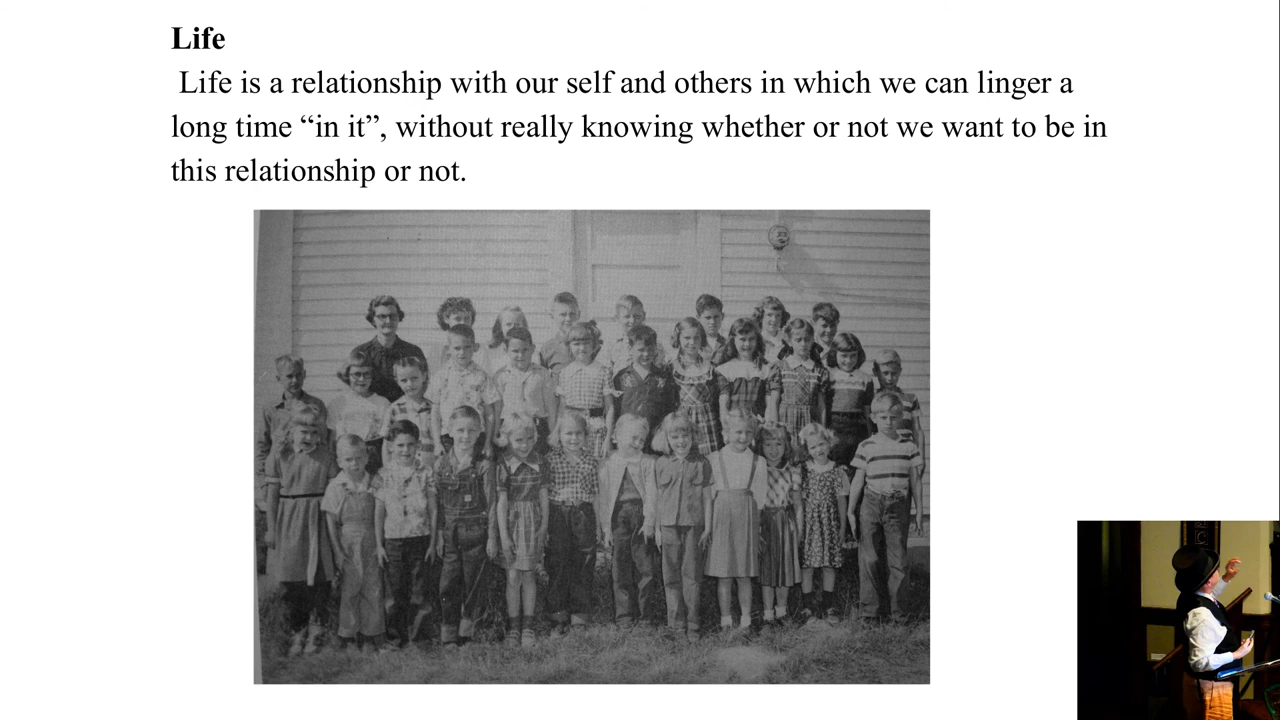 Life
Life is a relationship with our self and others in which we can linger a
long time “in it”, without really knowing whether or not we want to be in
this relationship or not.